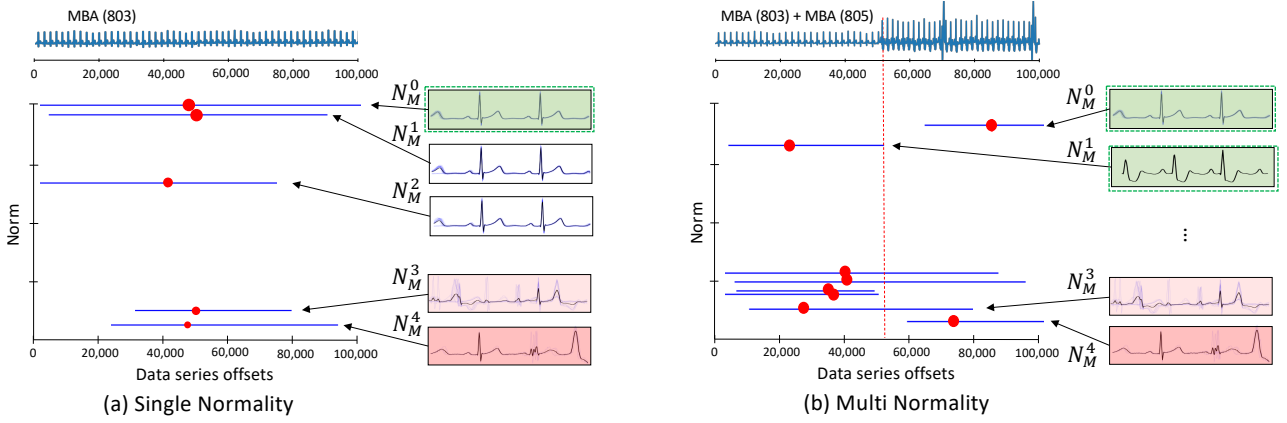 MBA (803)
0 20,000 40,000 60,000 80,000 100,000
N_M^0
N_M^1
N_M^2
Norm
N_M^3
N_M^4
0 20,000 40,000 60,000 80,000 100,000
Data series offsets
(a) Single Normality
MBA (803) + MBA (805)
0 20,000 40,000 60,000 80,000 100,000
N_M^0
N_M^1
...
Norm
N_M^3
N_M^4
0 20,000 40,000 60,000 80,000 100,000
Data series offsets
(b) Multi Normality